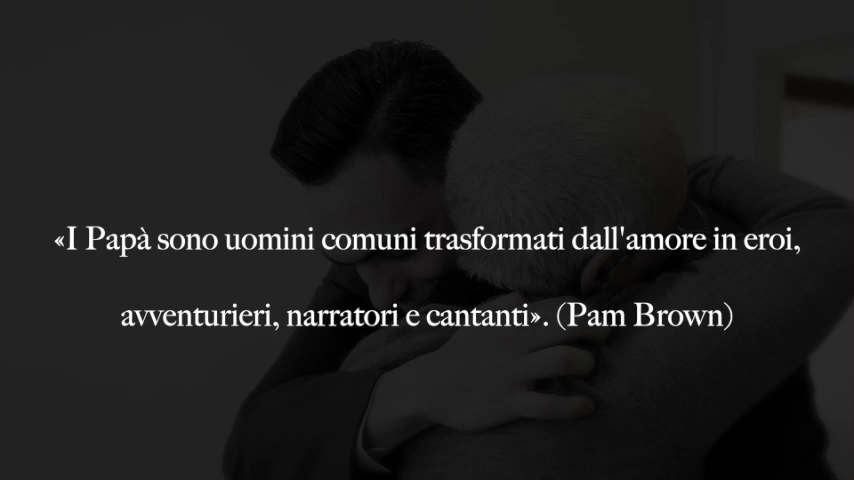 «I Papà sono uomini comuni trasformati dall'amore in eroi,
avventurieri, narratori e cantanti». (Pam Brown)